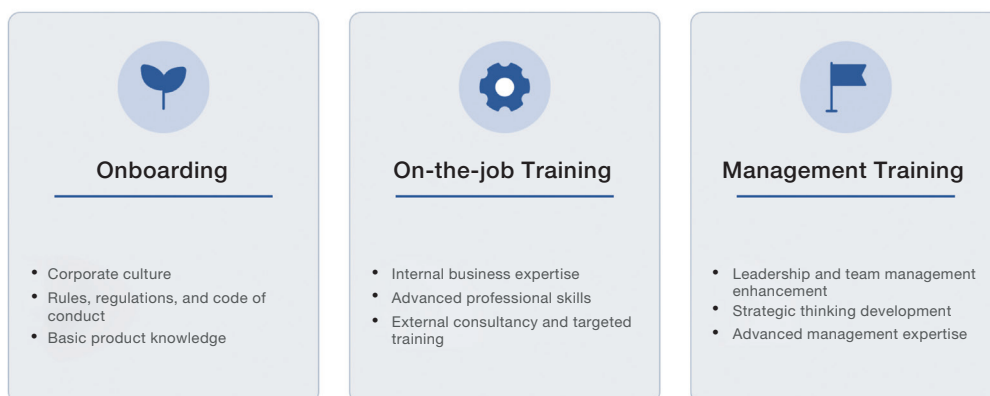 Onboarding
• Corporate culture
• Rules, regulations, and code of
conduct
• Basic product knowledge
On-the-job Training
• Internal business expertise
• Advanced professional skills
• External consultancy and targeted
training
Management Training
• Leadership and team management
enhancement
• Strategic thinking development
• Advanced management expertise